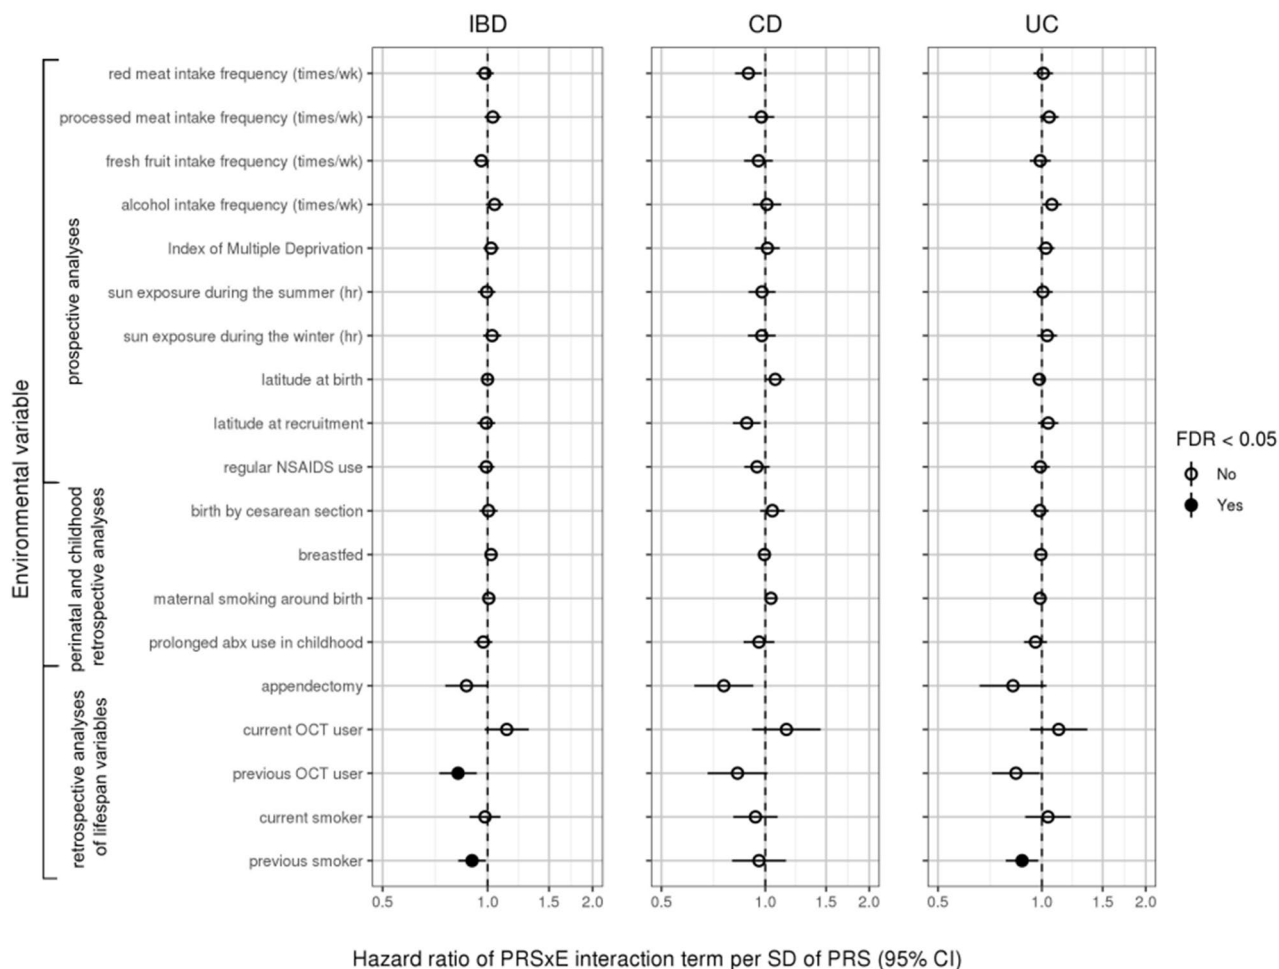 IBD CD UC
red meat intake frequency (times/wk)
processed meat intake frequency (times/wk)
fresh fruit intake frequency (times/wk)
alcohol intake frequency (times/wk)
Index of Multiple Deprivation
sun exposure during the summer (hr)
sun exposure during the winter (hr)
latitude at birth
latitude at recruitment
regular NSAIDS use
birth by cesarean section
breastfed
maternal smoking around birth
prolonged abx use in childhood
appendectomy
current OCT user
previous OCT user
current smoker
previous smoker
Environmental variable
prospective analyses
perinatal and childhood
retrospective analyses
retrospective analyses
of lifespan variables
0.5 1.0 1.5 2.0 0.5 1.0 1.5 2.0 0.5 1.0 1.5 2.0
Hazard ratio of PRSxE interaction term per SD of PRS (95% CI)
FDR < 0.05
No
Yes